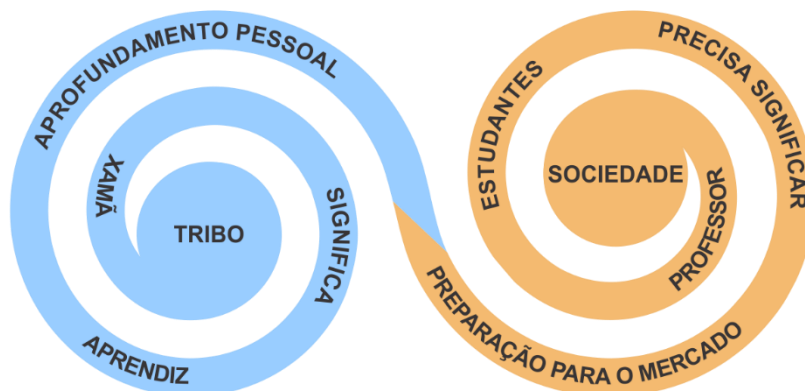 TRIBO
XAMÃ
SIGNIFICA
APRENDIZ
APROFUNDAMENTO PESSOAL
PREPARAÇÃO PARA O MERCADO
PRECISA SIGNIFICAR
ESTUDANTES
PROFESSOR
SOCIEDADE